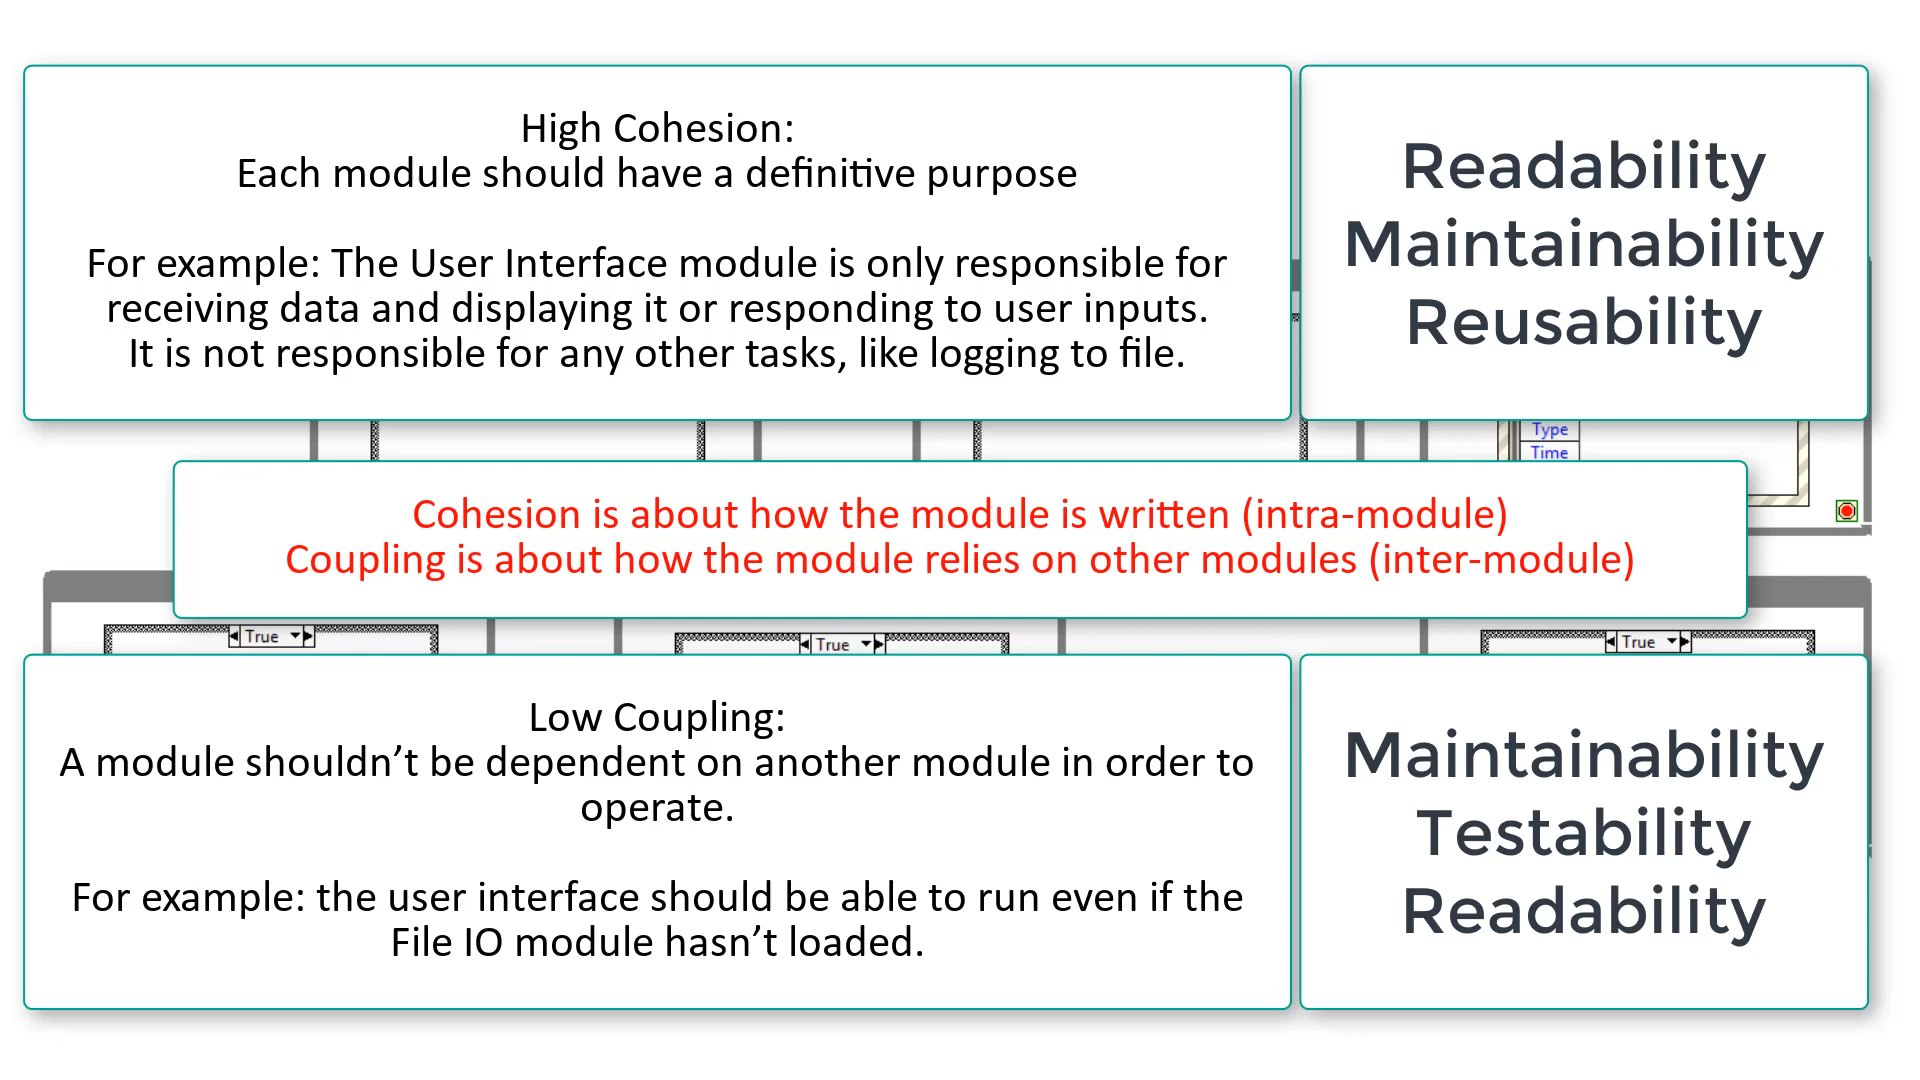 High Cohesion:
Each module should have a definitive purpose
For example: The User Interface module is only responsible for
receiving data and displaying it or responding to user inputs.
It is not responsible for any other tasks, like logging to file.
Readability
Maintainability
Reusability
Type
Time
Cohesion is about how the module is written (intra-module)
Coupling is about how the module relies on other modules (inter-module)
True
True
True
Low Coupling:
A module shouldn’t be dependent on another module in order to
operate.
For example: the user interface should be able to run even if the
File IO module hasn’t loaded.
Maintainability
Testability
Readability